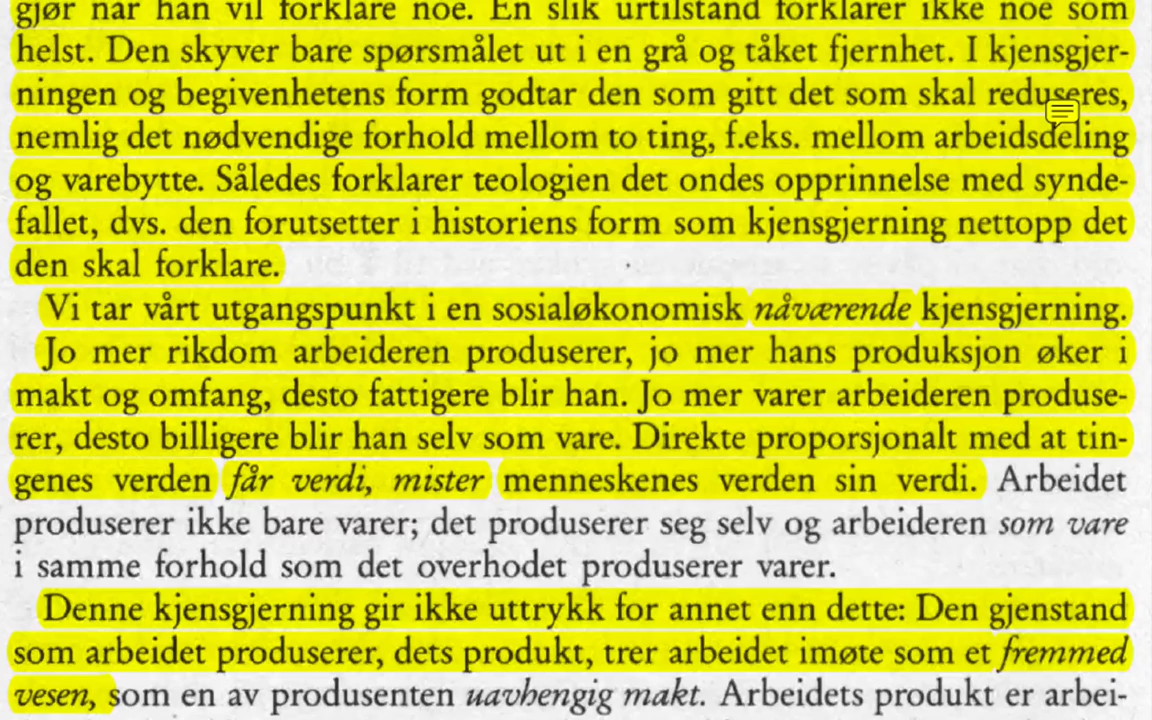 gjør når han vil forklare noe. En slik urtilstand forklarer ikke noe som
helst. Den skyver bare spørsmålet ut i en grå og tåket fjernhet. I kjensgjer-
ningen og begivenhetens form godtar den som gitt det som skal reduseres,
nemlig det nødvendige forhold mellom to ting, f.eks. mellom arbeidsdeling
og varebytte. Således forklarer teologien det ondes opprinnelse med synde-
fallet, dvs. den forutsetter i historiens form som kjensgjerning nettopp det
den skal forklare.
Vi tar vårt utgangspunkt i en sosialøkonomisk nåværende kjensgjerning.
Jo mer rikdom arbeideren produserer, jo mer hans produksjon øker i
makt og omfang, desto fattigere blir han. Jo mer varer arbeideren produse-
rer, desto billigere blir han selv som vare. Direkte proporsjonalt med at tin-
genes verden får verdi, mister menneskenes verden sin verdi. Arbeidet
produserer ikke bare varer; det produserer seg selv og arbeideren som vare
i samme forhold som det overhodet produserer varer.
Denne kjensgjerning gir ikke uttrykk for annet enn dette: Den gjenstand
som arbeidet produserer, dets produkt, trer arbeidet imøte som et fremmed
vesen, som en av produsenten uavhengig makt. Arbeidets produkt er arbei-